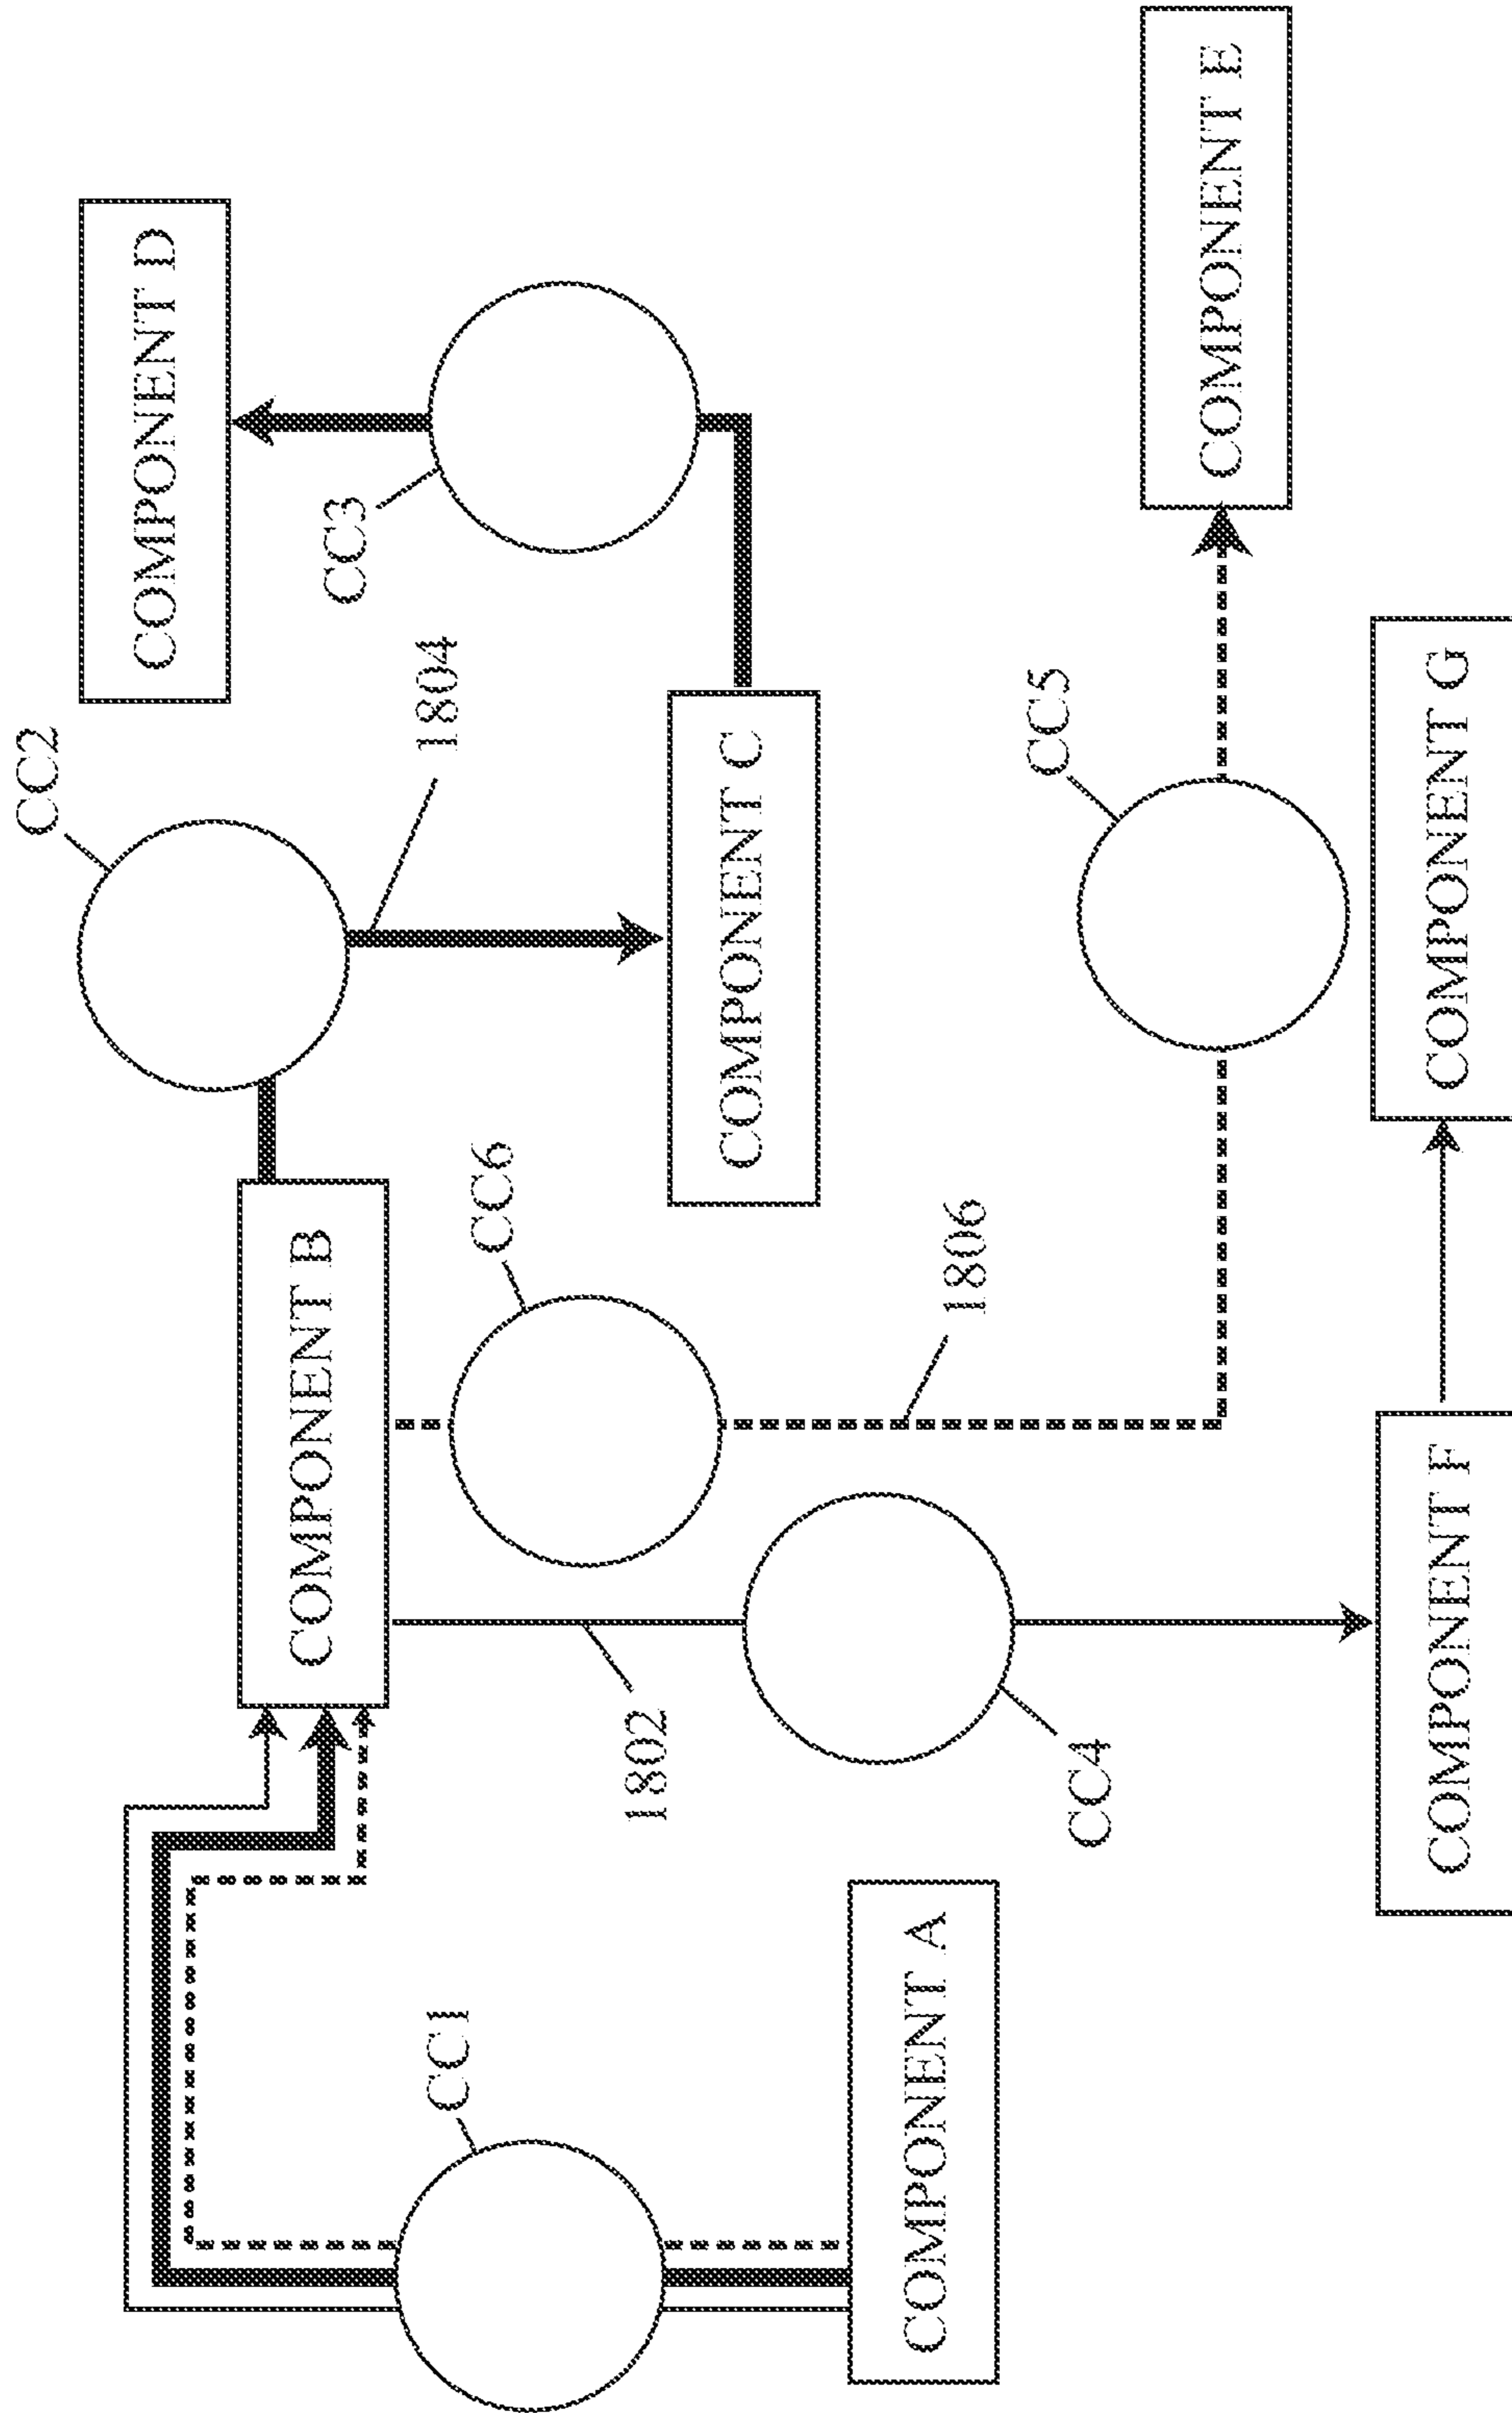 CC2
COMPONENT D
COMPONENT B
CC3
1804
CC1
CC6
1802
COMPONENT C
COMPONENT A
1806
CC5
CC4
COMPONENT E
COMPONENT F
COMPONENT G